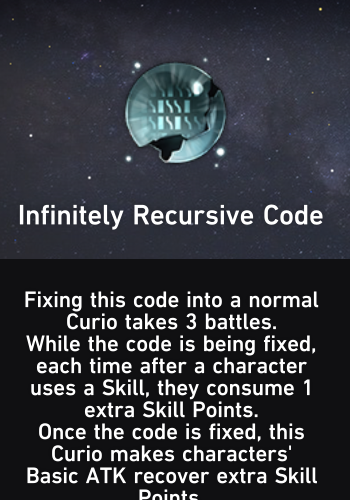 Infinitely Recursive Code
Fixing this code into a normal
Curio takes 3 battles.
While the code is being fixed,
each time after a character
uses a Skill, they consume 1
extra Skill Points.
Once the code is fixed, this
Curio makes characters'
Basic ATK recover extra Skill
Points